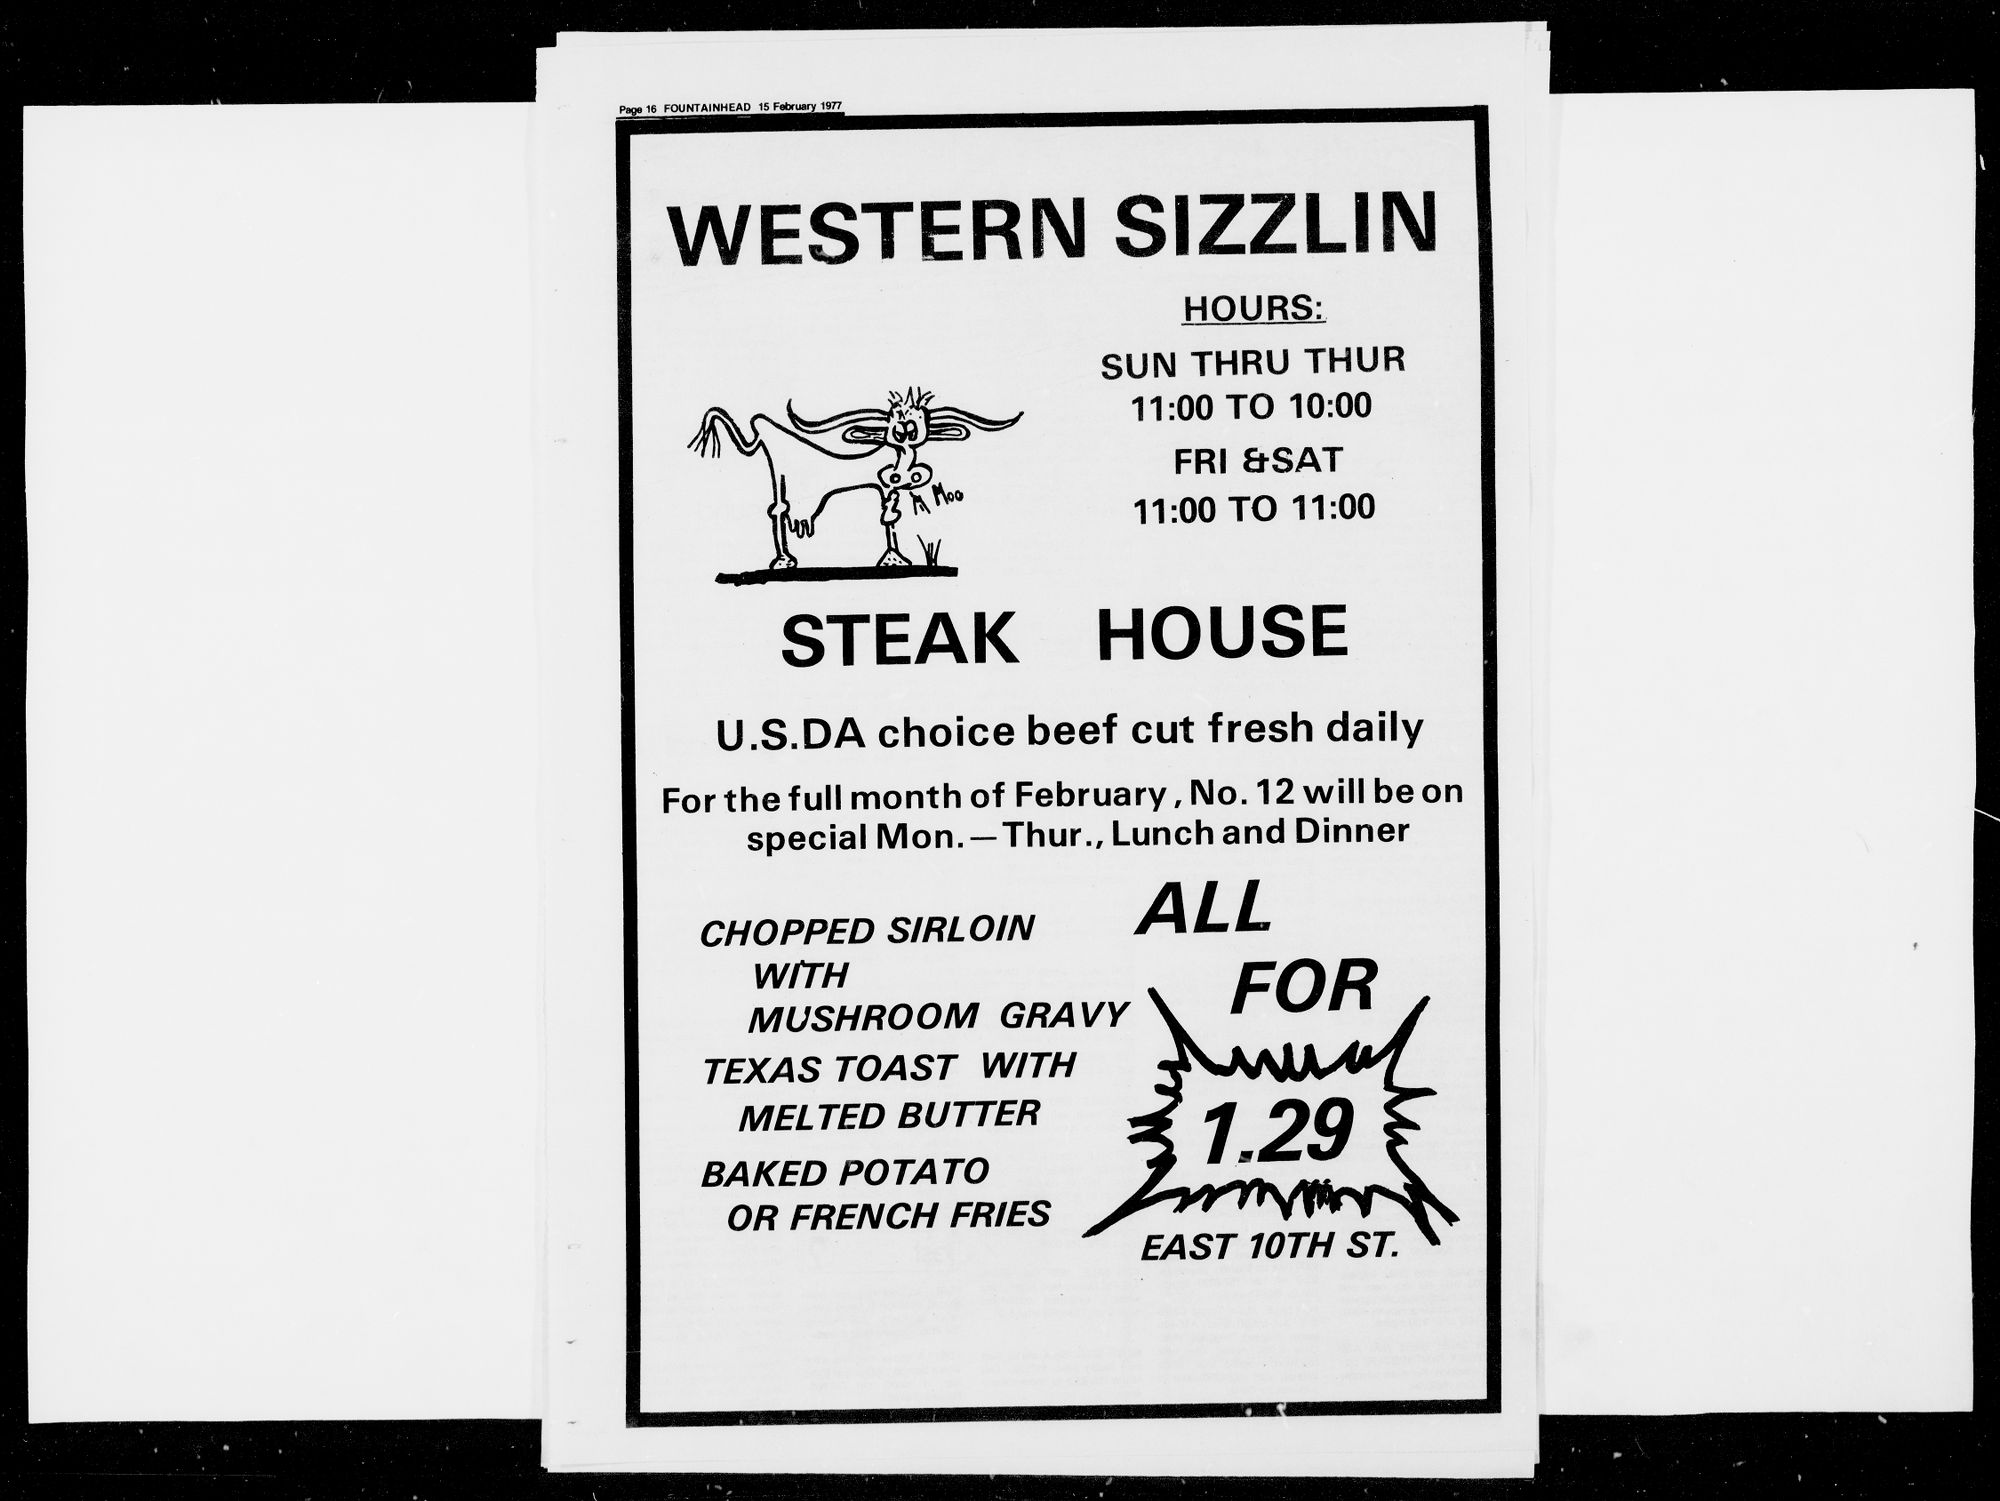 Page 16 FOUNTAINHEAD 15 February 1977
WESTERN SIZZLIN
HOURS:
SUN THRU THUR
11:00 TO 10:00
FRI &SAT
11:00 TO 11:00
Moo
STEAK HOUSE
U.S.DA choice beef cut fresh daily
For the full month of February, No. 12 will be on
special Mon.—Thur., Lunch and Dinner
CHOPPED SIRLOIN
WITH
MUSHROOM GRAVY
TEXAS TOAST WITH
MELTED BUTTER
BAKED POTATO
OR FRENCH FRIES
ALL
FOR
1.29
EAST 10TH ST.